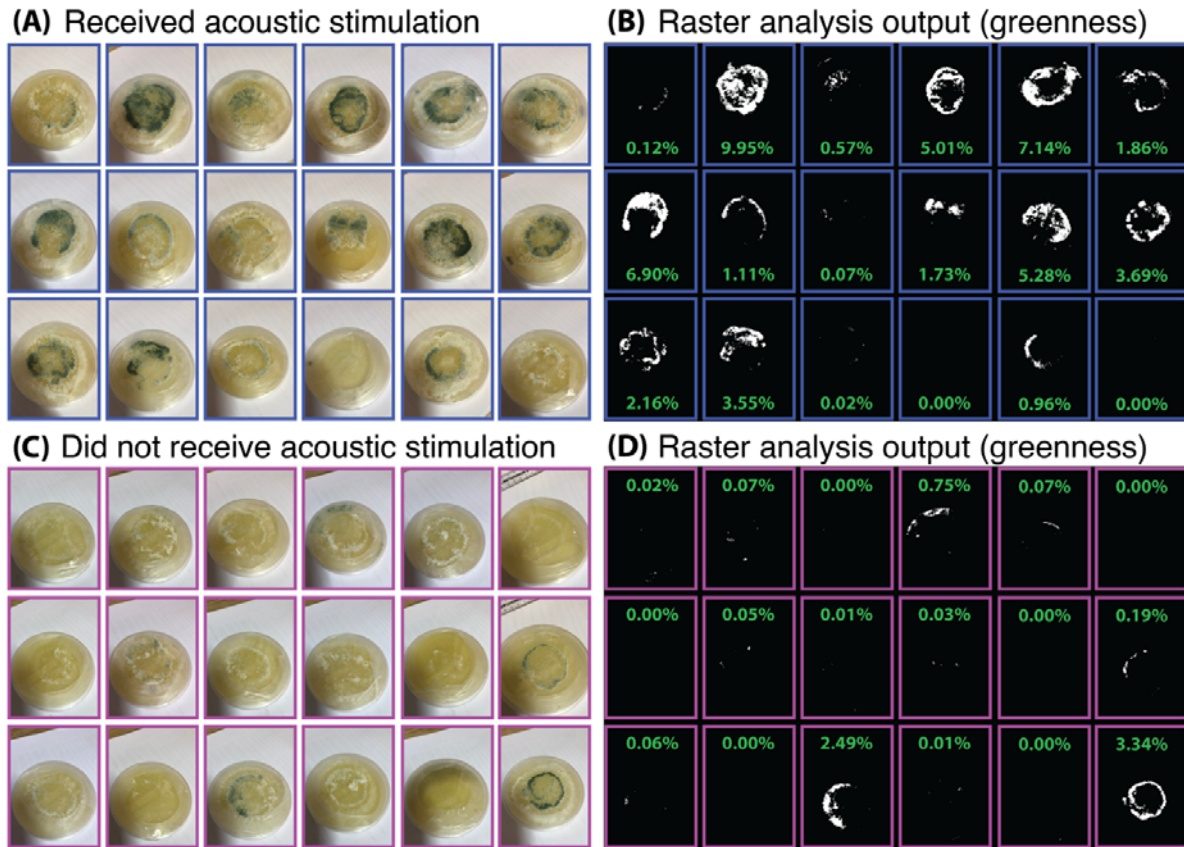 (A) Received acoustic stimulation
(B) Raster analysis output (greenness)
0.12% 9.95% 0.57% 5.01% 7.14% 1.86%
6.90% 1.11% 0.07% 1.73% 5.28% 3.69%
2.16% 3.55% 0.02% 0.00% 0.96% 0.00%
(C) Did not receive acoustic stimulation
(D) Raster analysis output (greenness)
0.02% 0.07% 0.00% 0.75% 0.07% 0.00%
0.00% 0.05% 0.01% 0.03% 0.00% 0.19%
0.06% 0.00% 2.49% 0.01% 0.00% 3.34%